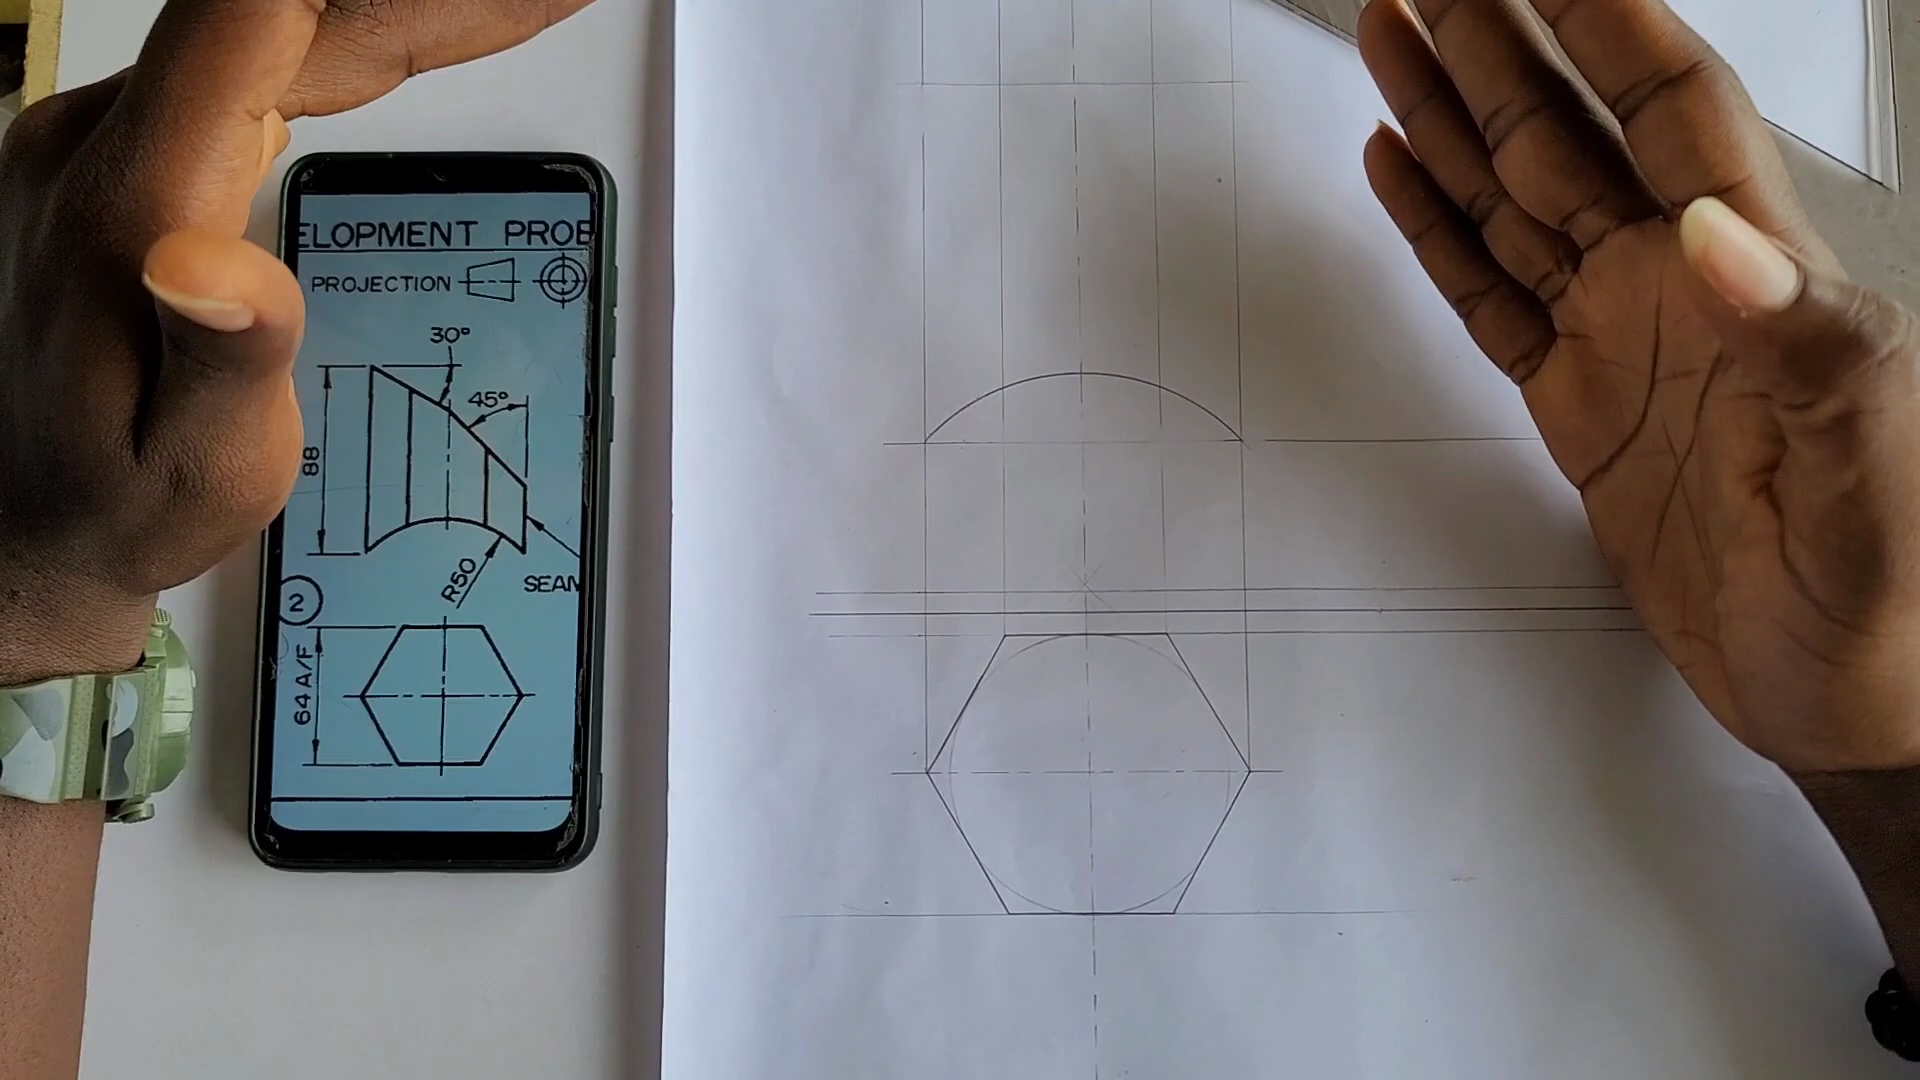 ELOPMENT PROB
PROJECTION
30°
45°
88
R50
SEAM
2
64 A/F